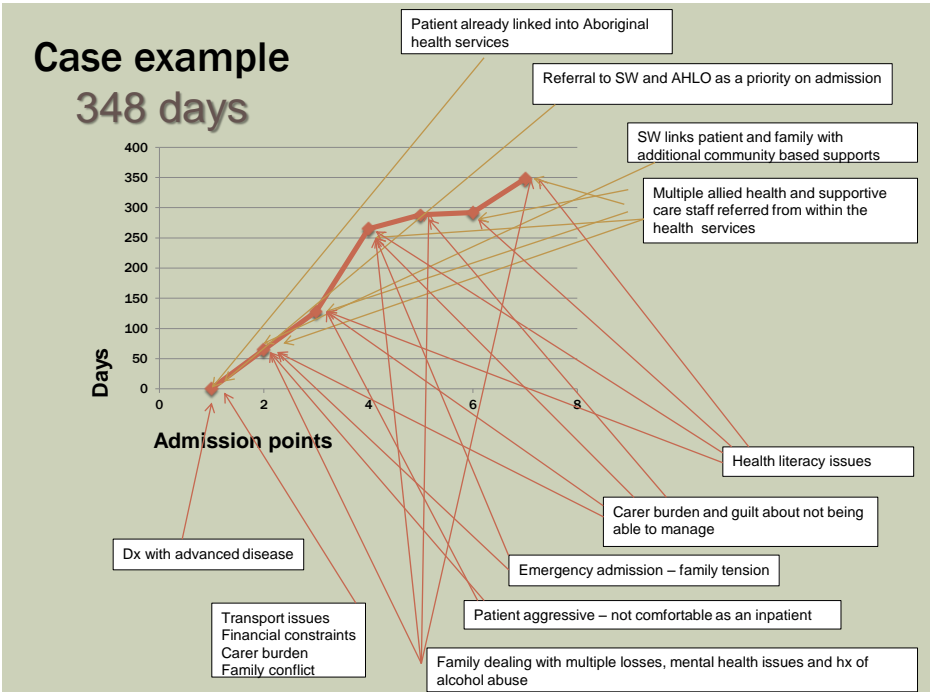 Case example
348 days
Patient already linked into Aboriginal
health services
Referral to SW and AHLO as a priority on admission
SW links patient and family with
additional community based supports
Multiple allied health and supportive
care staff referred from within the
health services
400
350
300
250
200
150
100
50
0
Days
0
2
4
6
8
Admission points
Health literacy issues
Carer burden and guilt about not being
able to manage
Dx with advanced disease
Emergency admission – family tension
Patient aggressive – not comfortable as an inpatient
Transport issues
Financial constraints
Carer burden
Family conflict
Family dealing with multiple losses, mental health issues and hx of
alcohol abuse